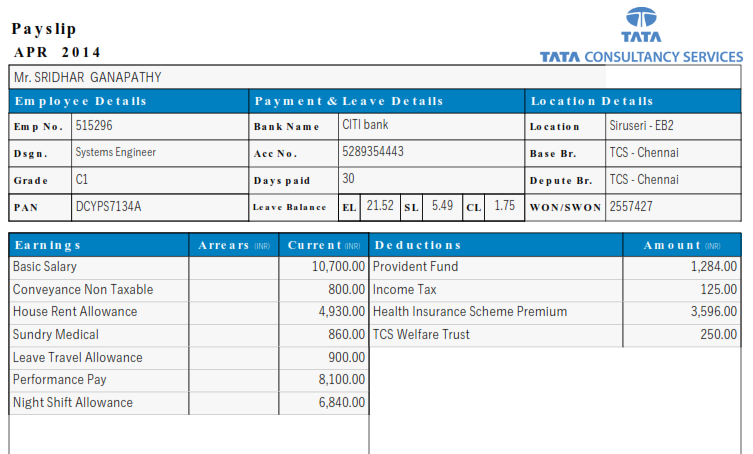 Payslip
APR 2014
TATA
TATA CONSULTANCY SERVICES
Mr. SRIDHAR GANAPATHY
Employee Details Payment & Leave Details Location Details
Emp No. 515296 Bank Name CITI bank Location Siruseri - EB2
Dsgn. Systems Engineer Acc No. 5289354443 Base Br. TCS - Chennai
Grade C1 Days paid 30 Depute Br. TCS - Chennai
PAN DCYPS7134A Leave Balance EL 21.52 SL 5.49 CL 1.75 WON/SWON 2557427
Earnings Arrears (INR) Current (INR) Deductions Amount (INR)
Basic Salary 10,700.00 Provident Fund 1,284.00
Conveyance Non Taxable 800.00 Income Tax 125.00
House Rent Allowance 4,930.00 Health Insurance Scheme Premium 3,596.00
Sundry Medical 860.00 TCS Welfare Trust 250.00
Leave Travel Allowance 900.00
Performance Pay 8,100.00
Night Shift Allowance 6,840.00